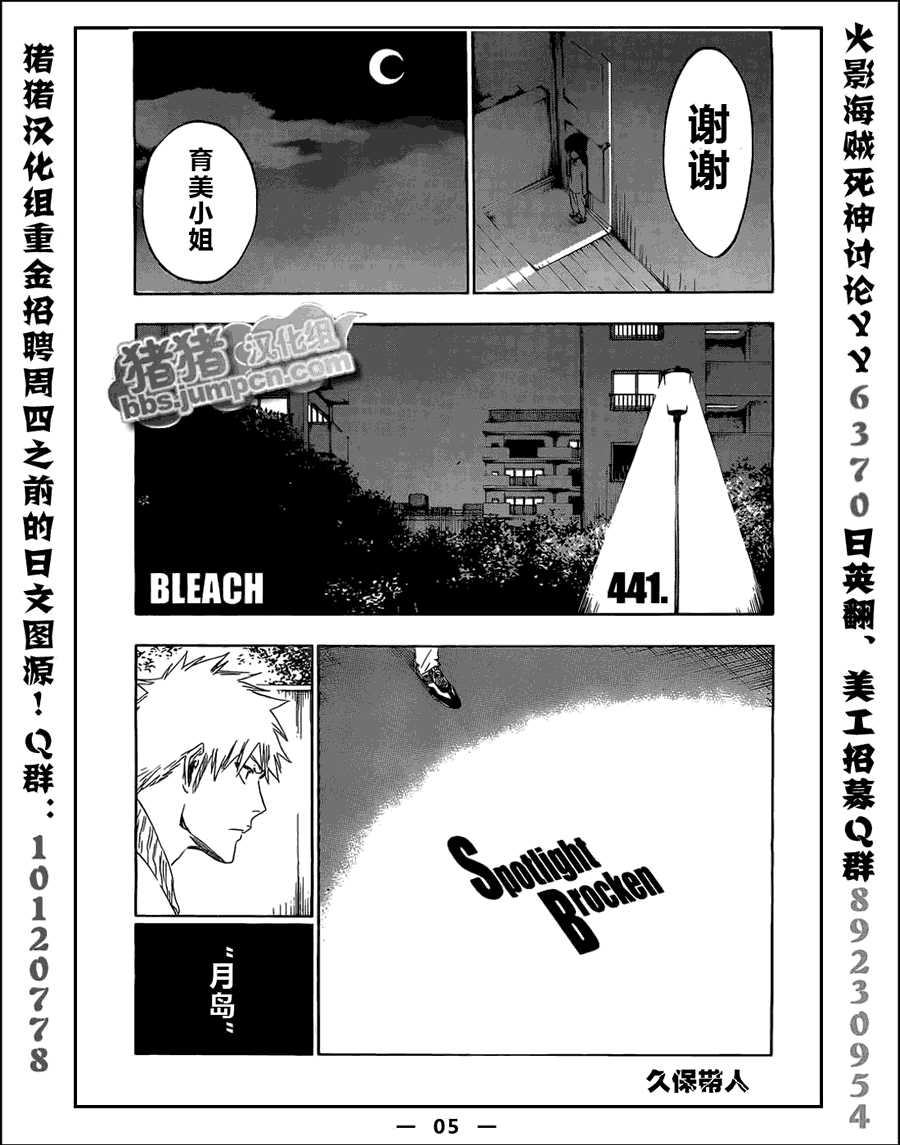 猪猪汉化组重金招聘周四之前的日文图源！Q群：10120778
火影海贼死神讨论YY6370日英翻、美工招募Q群89230954
谢谢
育美小姐
猪猪汉化组
bbs.jumpcn.com
BLEACH
441.
Spotlight
Brocken
"月岛"
久保带人
— 05 —